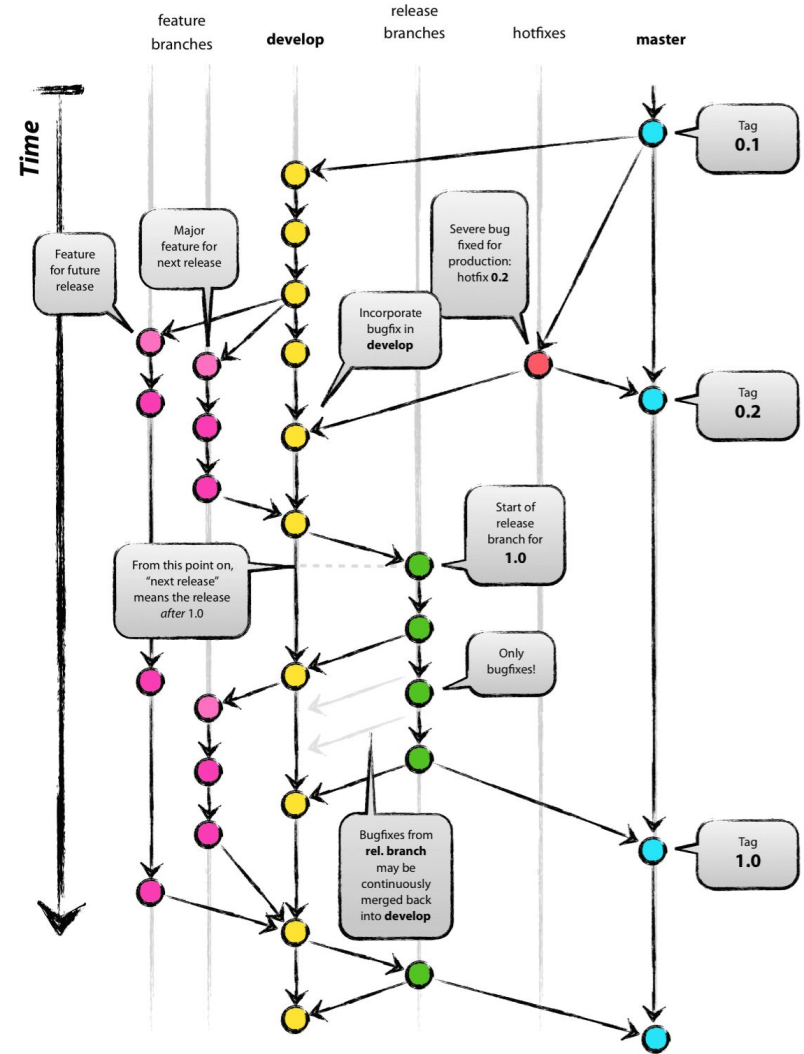 feature
branches
develop
release
branches
hotfixes
master
Time
Tag
0.1
Major
feature for
next release
Severe bug
fixed for
production:
hotfix 0.2
Feature
for future
release
Incorporate
bugfix in
develop
Tag
0.2
Start of
release
branch for
1.0
From this point on,
“next release”
means the release
after 1.0
Only
bugfixes!
Bugfixes from
rel. branch
may be
continuously
merged back
into develop
Tag
1.0